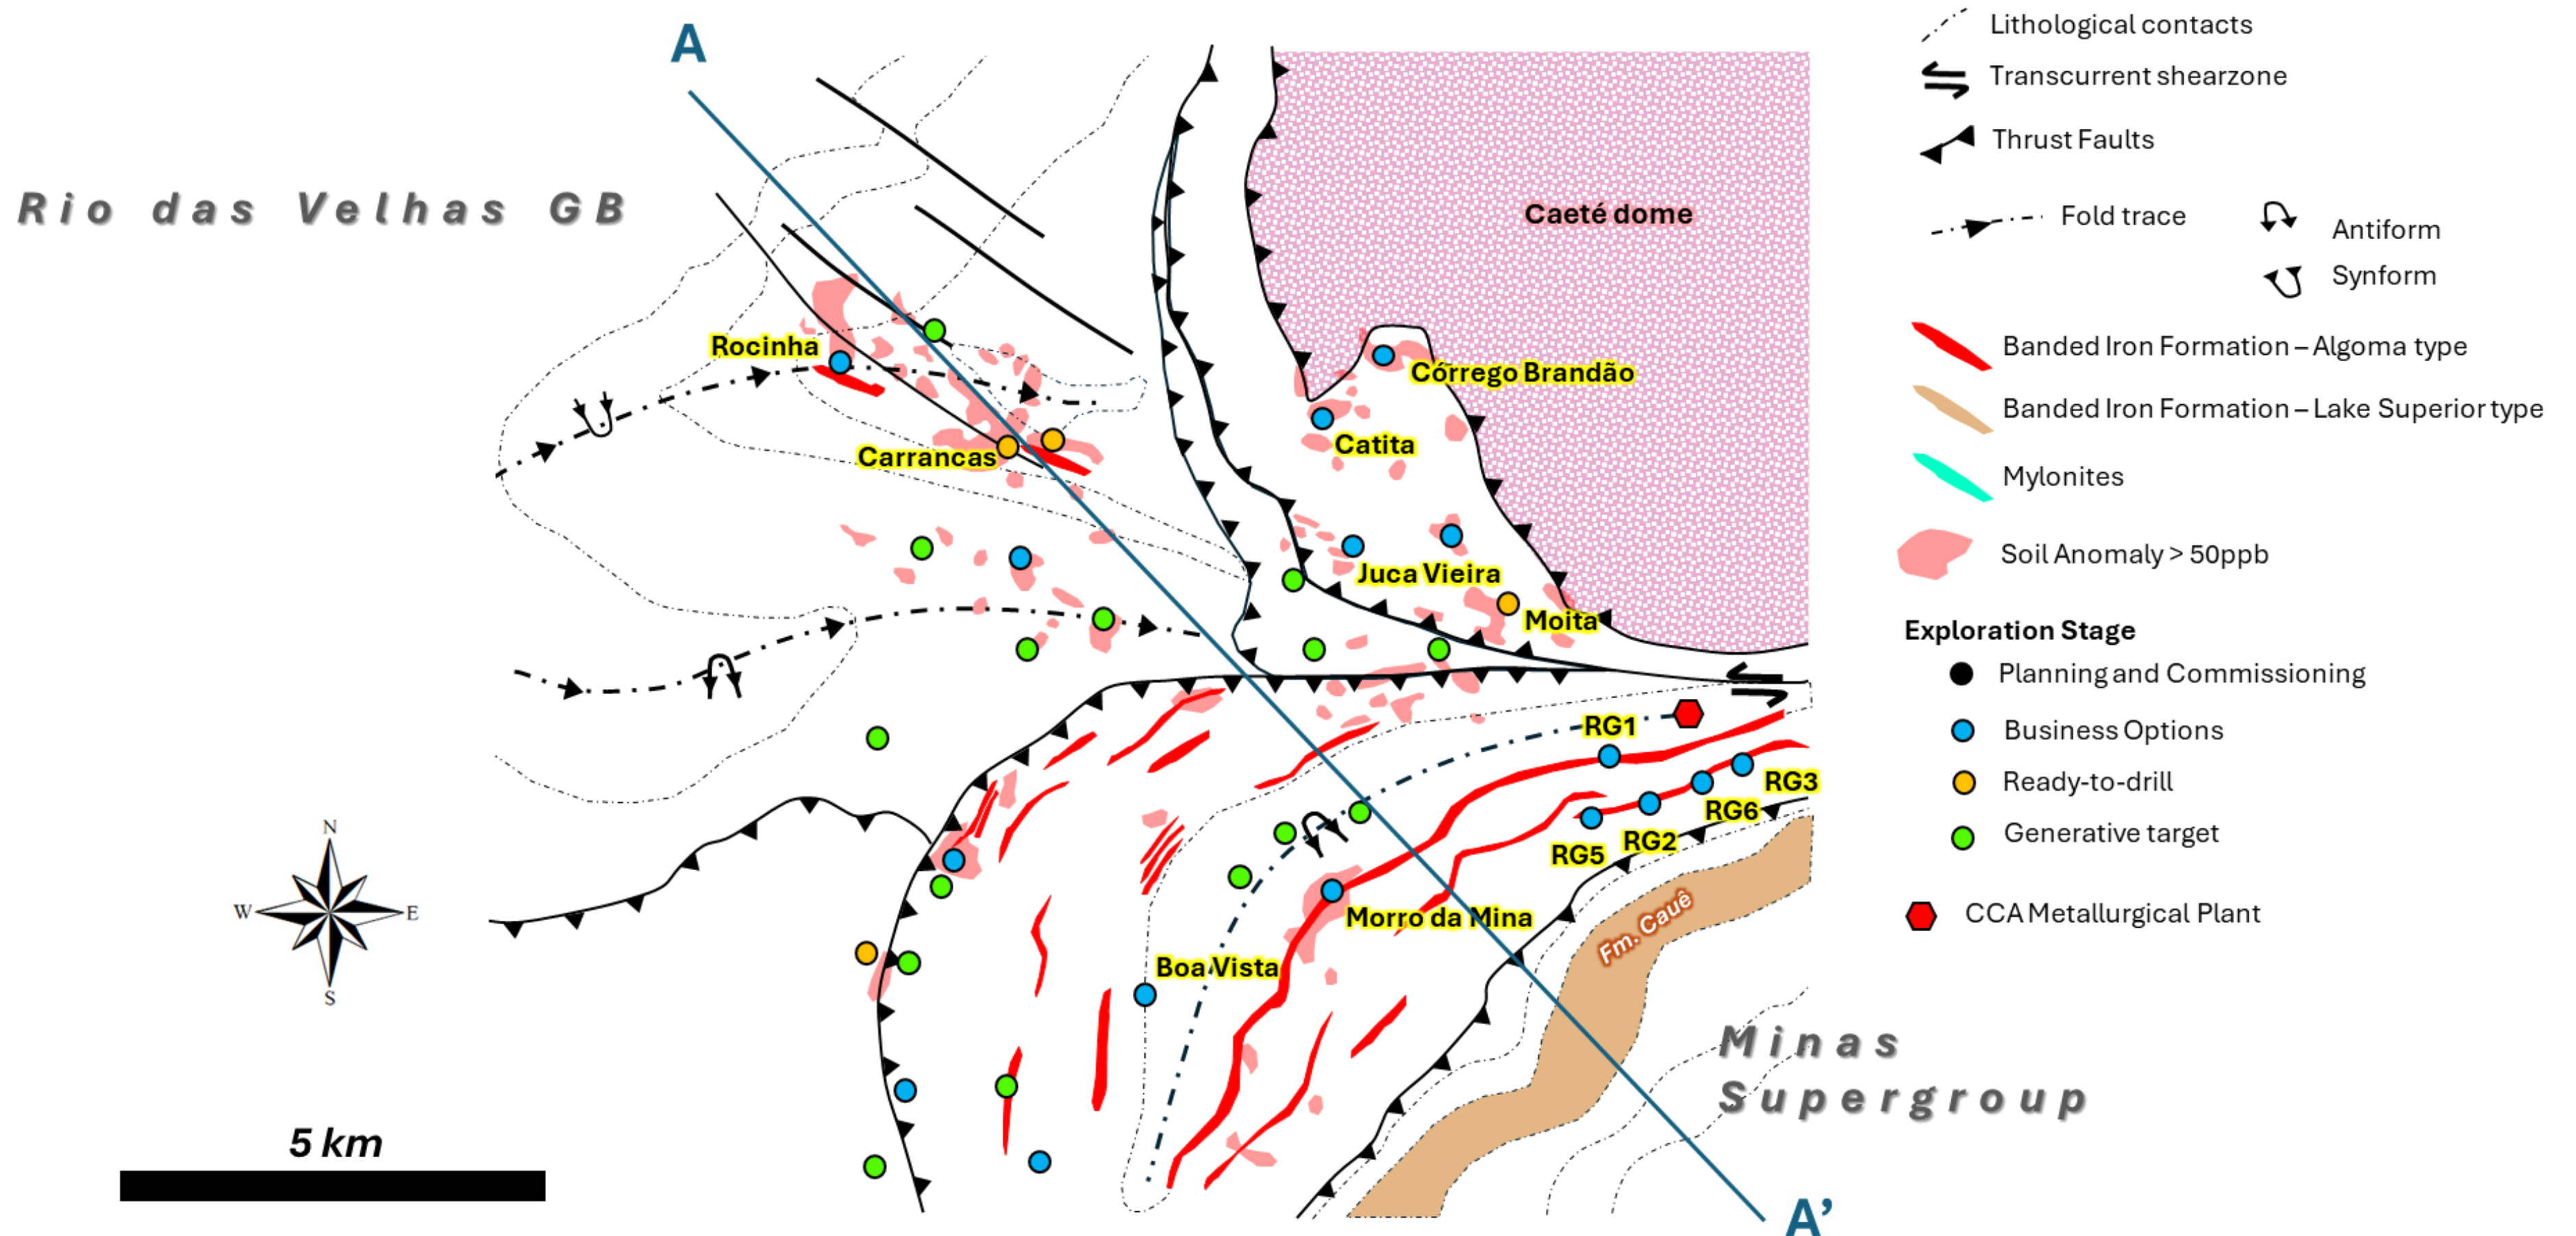 A
Rio das Velhas GB
Caeté dome
Rocinha
Córrego Brandão
Catita
Carrancas
Juca Vieira
Moita
RG1
RG3
RG6
RG2
RG5
Morro da Mina
Fm. Cauê
Boa Vista
Minas
Supergroup
N
W
E
S
5 km
A’
Lithological contacts
Transcurrent shearzone
Thrust Faults
Fold trace
Antiform
Synform
Banded Iron Formation – Algoma type
Banded Iron Formation – Lake Superior type
Mylonites
Soil Anomaly > 50ppb
Exploration Stage
Planning and Commissioning
Business Options
Ready-to-drill
Generative target
CCA Metallurgical Plant